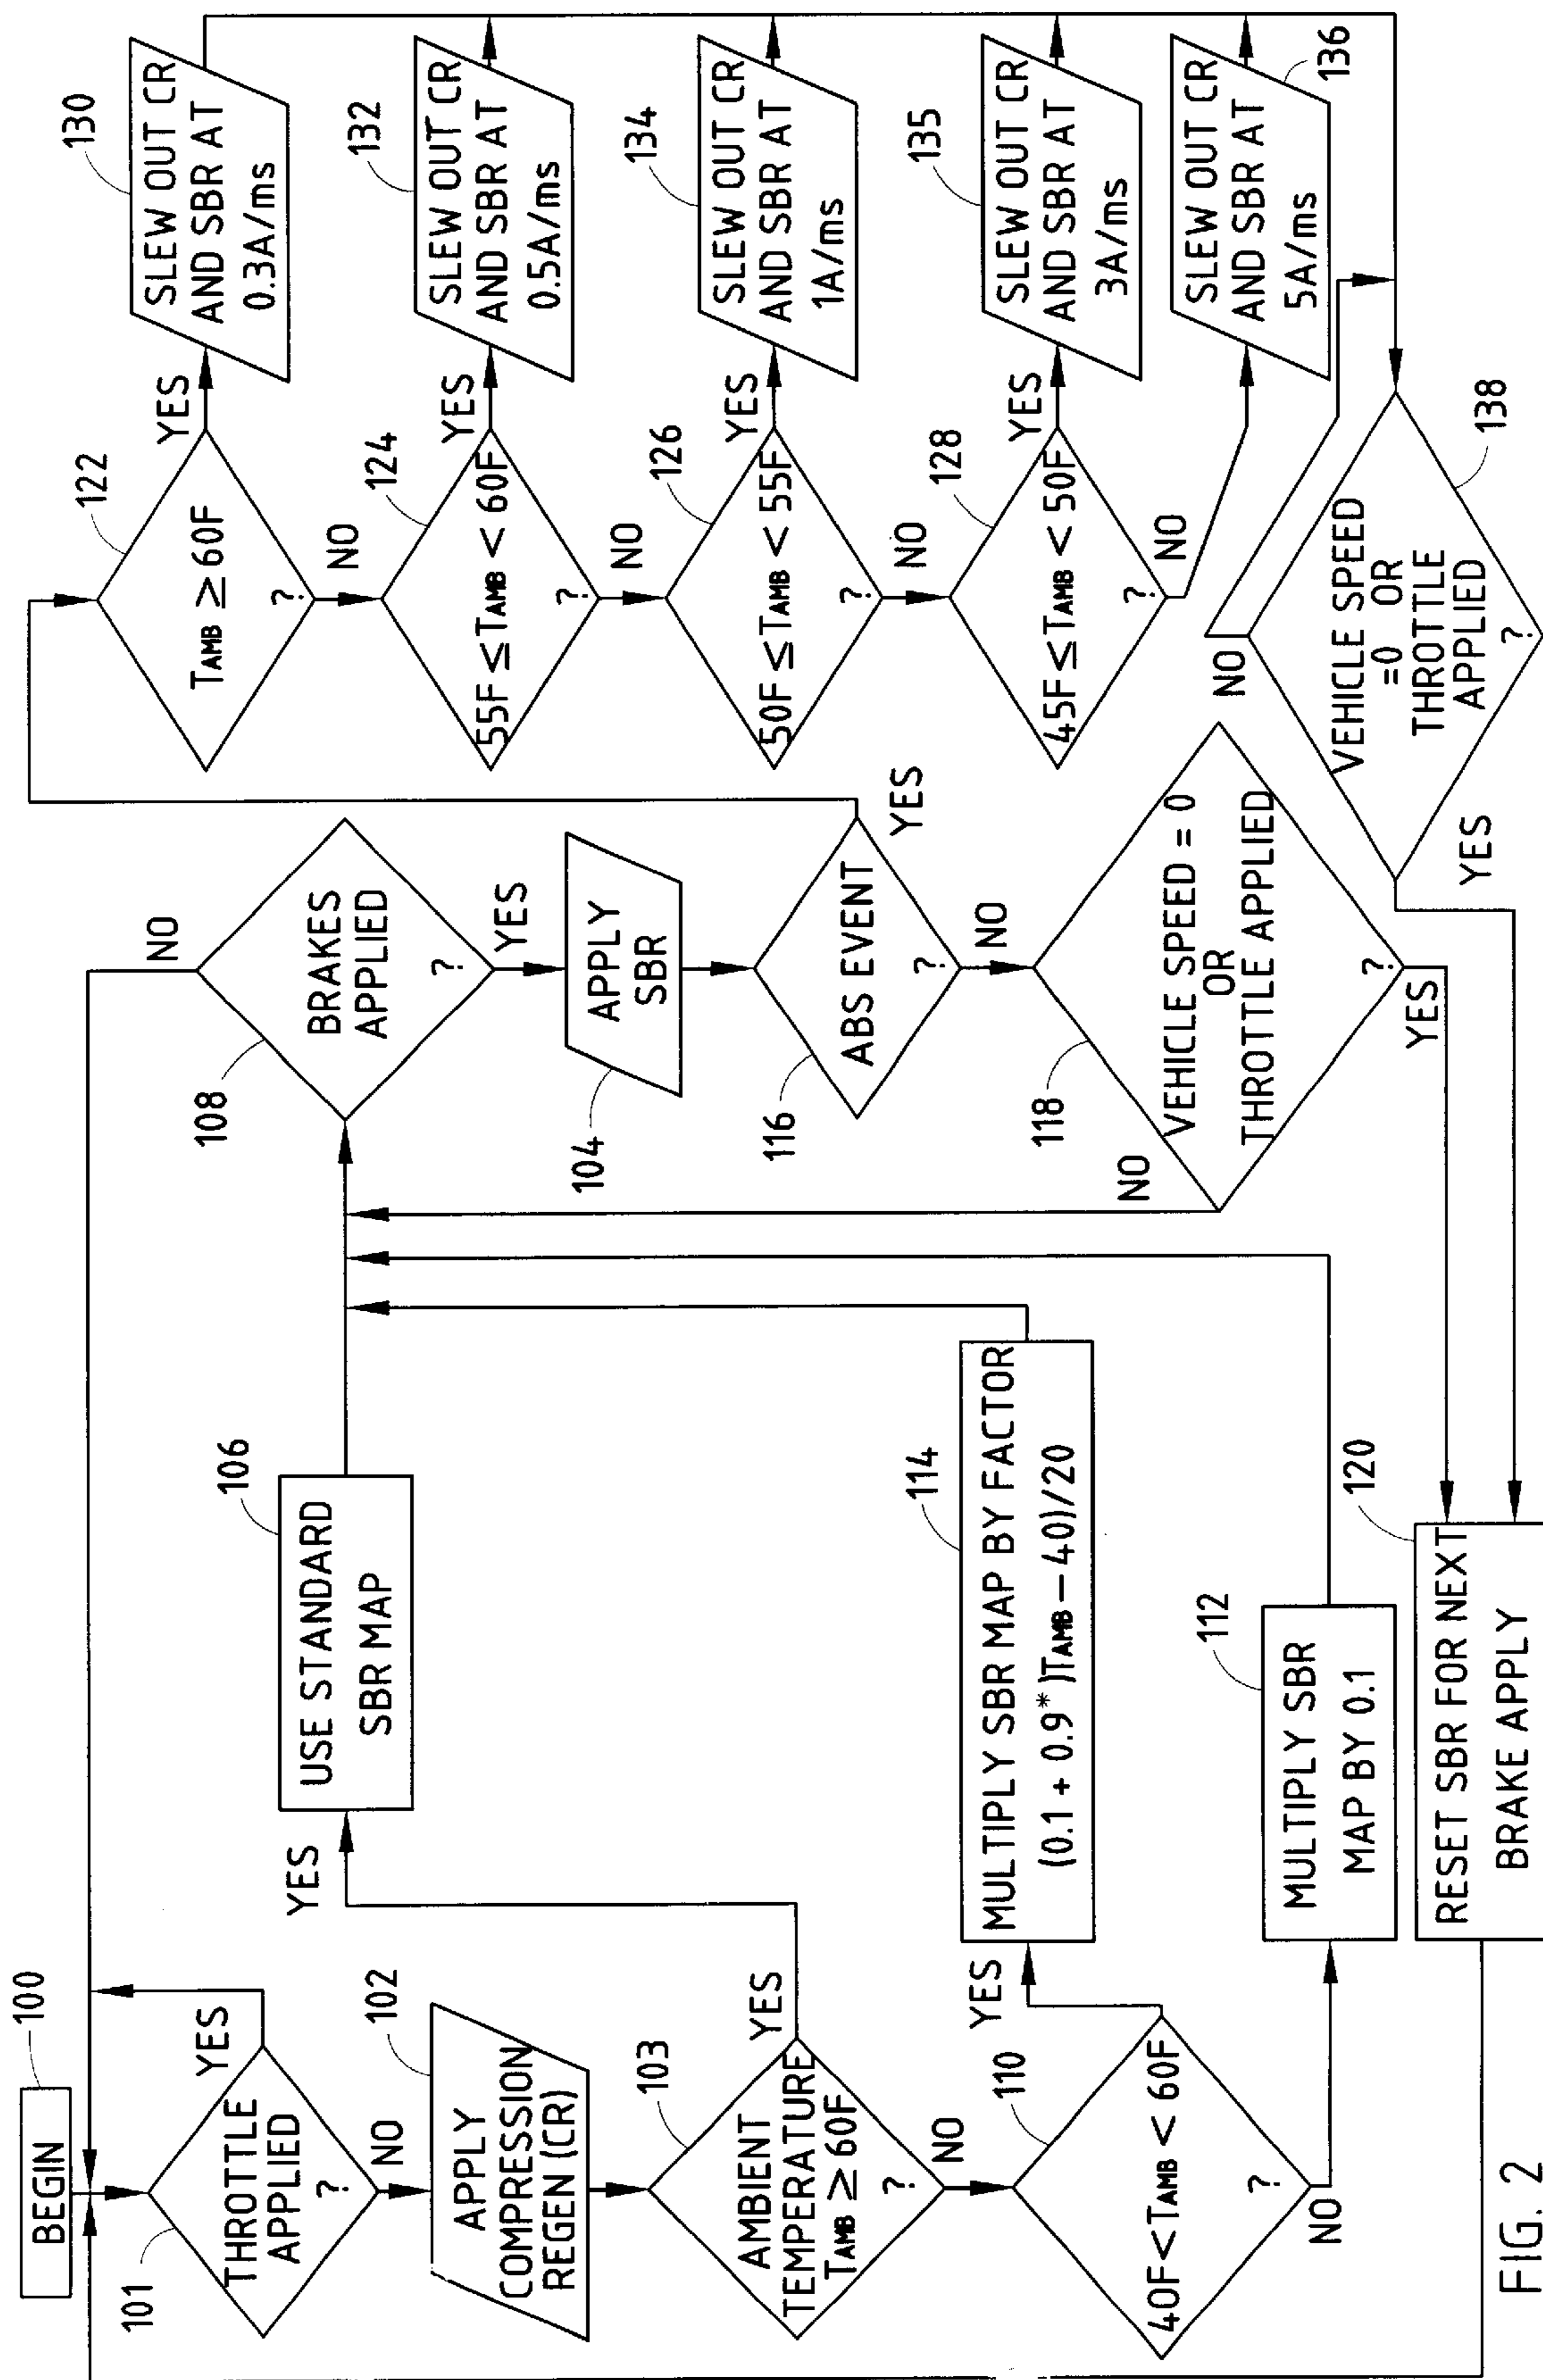 100
BEGIN
101
THROTTLE
APPLIED
?
YES
NO
102
APPLY
COMPRESSION
REGEN (CR)
103
AMBIENT
TEMPERATURE
TAMB ≥ 60F
?
YES
NO
110
40F < TAMB < 60F
?
YES
NO
106
USE STANDARD
SBR MAP
114
MULTIPLY SBR MAP BY FACTOR
(0.1 + 0.9*)TAMB — 40)/20
112
MULTIPLY SBR
MAP BY 0.1
120
RESET SBR FOR NEXT
BRAKE APPLY
108
BRAKES
APPLIED
?
NO
YES
104
APPLY
SBR
116
ABS EVENT
?
YES
NO
118
VEHICLE SPEED = 0
OR
THROTTLE APPLIED
?
NO
YES
122
TAMB ≥ 60F
?
YES
NO
124
55F ≤ TAMB < 60F
?
YES
NO
126
50F ≤ TAMB < 55F
?
YES
NO
128
45F ≤ TAMB < 50F
?
YES
NO
130
SLEW OUT CR
AND SBR AT
0.3A/ms
132
SLEW OUT CR
AND SBR AT
0.5A/ms
134
SLEW OUT CR
AND SBR AT
1A/ms
135
SLEW OUT CR
AND SBR AT
3A/ms
136
SLEW OUT CR
AND SBR AT
5A/ms
138
VEHICLE SPEED
=0 OR
THROTTLE
APPLIED
?
NO
YES
FIG. 2